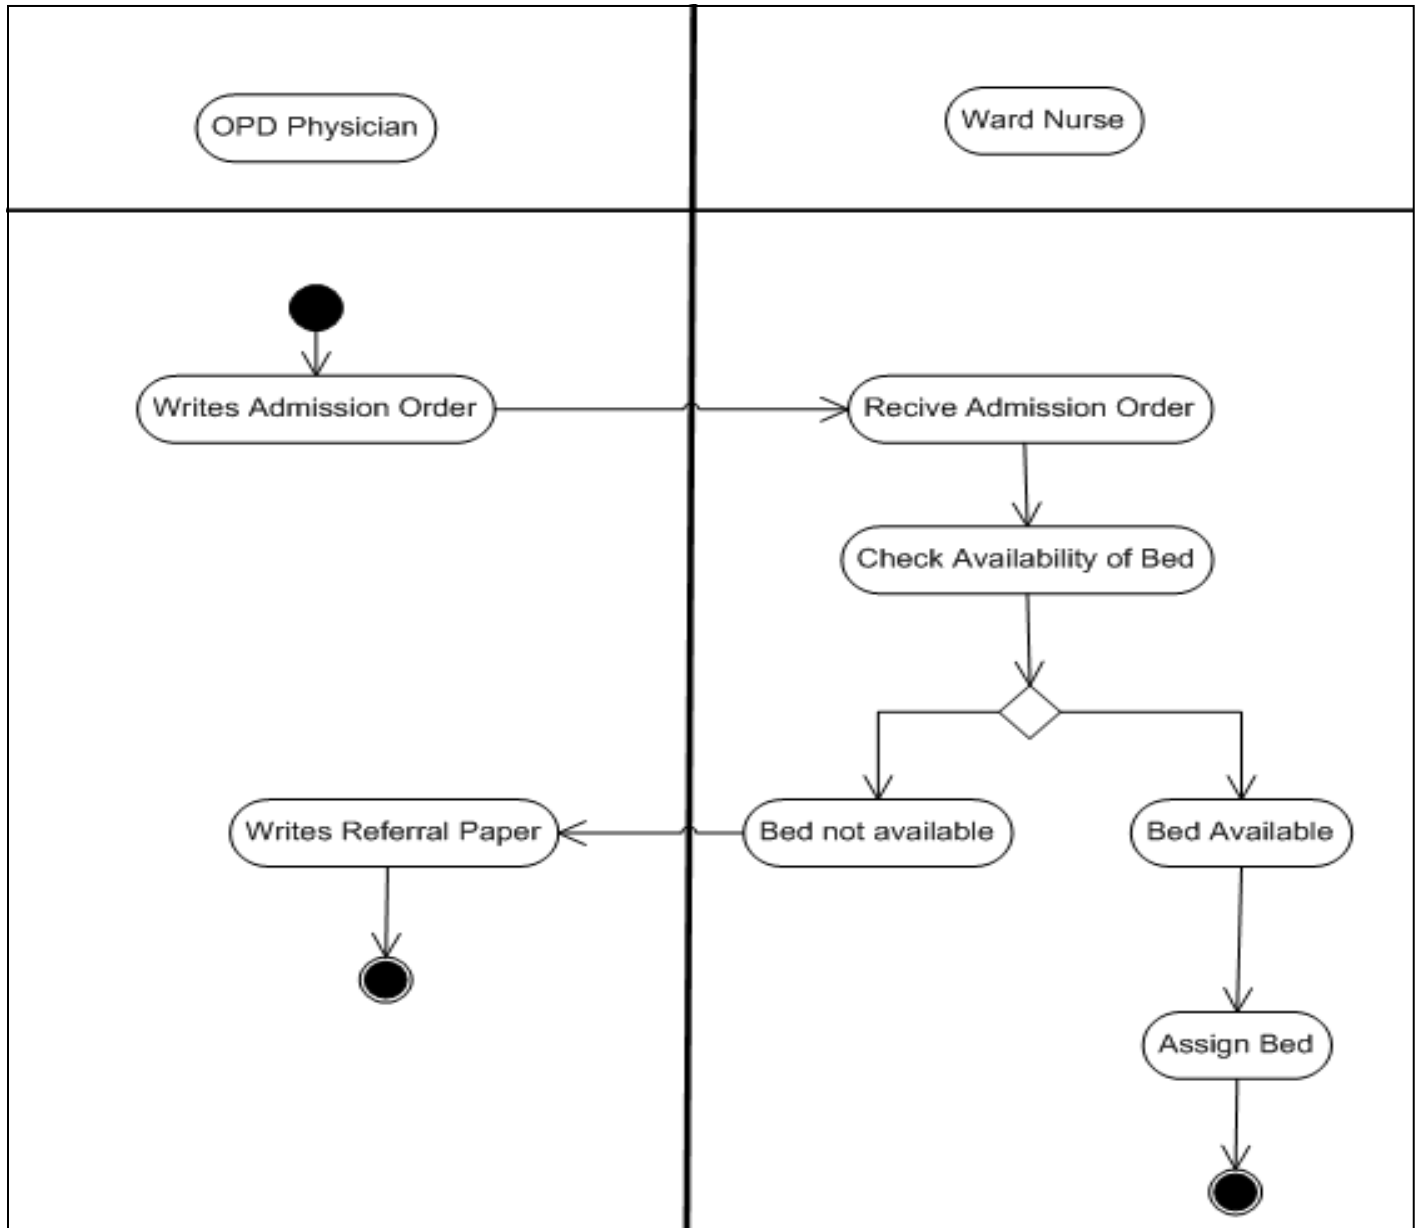 OPD Physician
Ward Nurse
Writes Admission Order
Recive Admission Order
Check Availability of Bed
Writes Referral Paper
Bed not available
Bed Available
Assign Bed